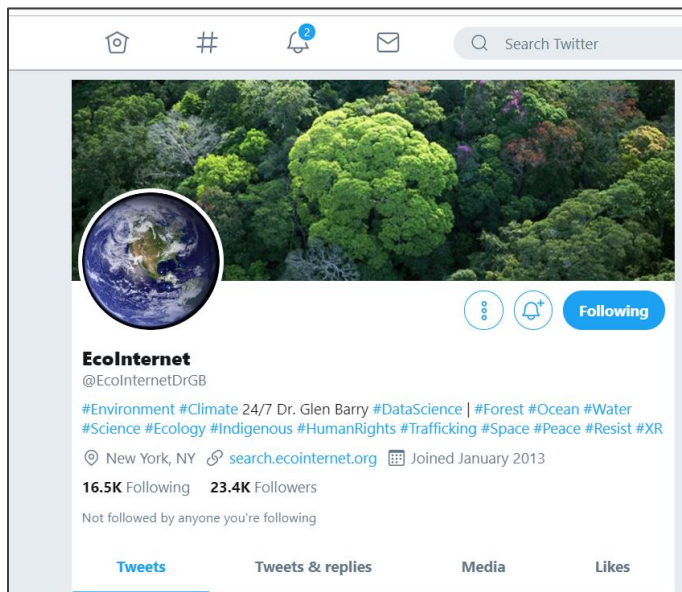 2
Search Twitter
Following
EcoInternet
@EcoInternetDrGB
#Environment #Climate 24/7 Dr. Glen Barry #DataScience | #Forest #Ocean #Water
#Science #Ecology #Indigenous #HumanRights #Trafficking #Space #Peace #Resist #XR
New York, NY search.ecointernet.org Joined January 2013
16.5K Following 23.4K Followers
Not followed by anyone you're following
Tweets Tweets & replies Media Likes